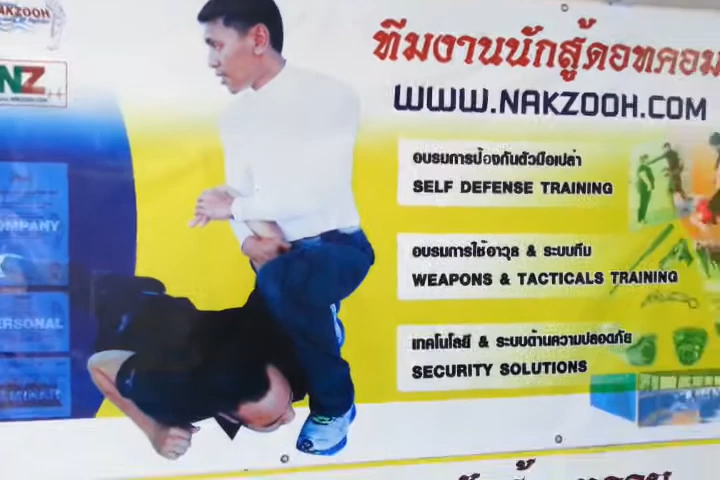 NAKZOOH
NZ
ทีมงานนักสู้ดอทคอม
WWW.NAKZOOH.COM
อบรมการป้องกันตัวมือเปล่า
SELF DEFENSE TRAINING
อบรมการใช้อาวุธ & ระบบทีม
WEAPONS & TACTICALS TRAINING
เทคโนโลยี & ระบบด้านความปลอดภัย
SECURITY SOLUTIONS
COMPANY
PERSONAL
SEMINAR